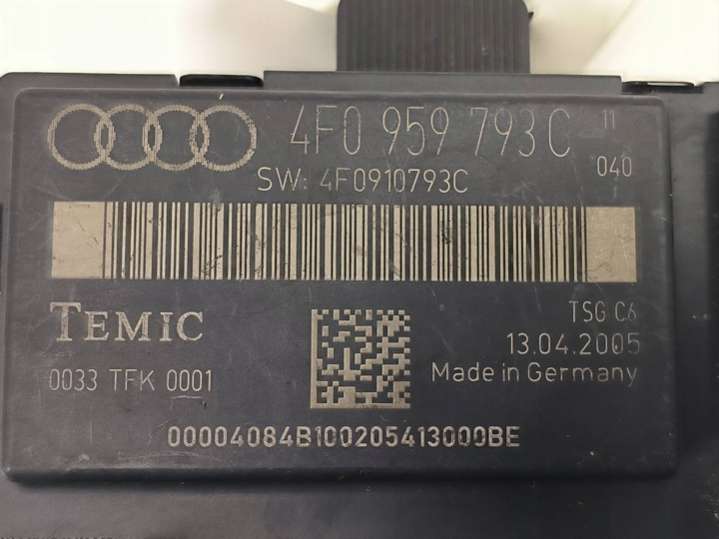 4F0 959 793 C 11
040
SW: 4F0910793C
TEMIC
TSG C6
13.04.2005
0033 TFK 0001
Made in Germany
00004084B100205413000BE